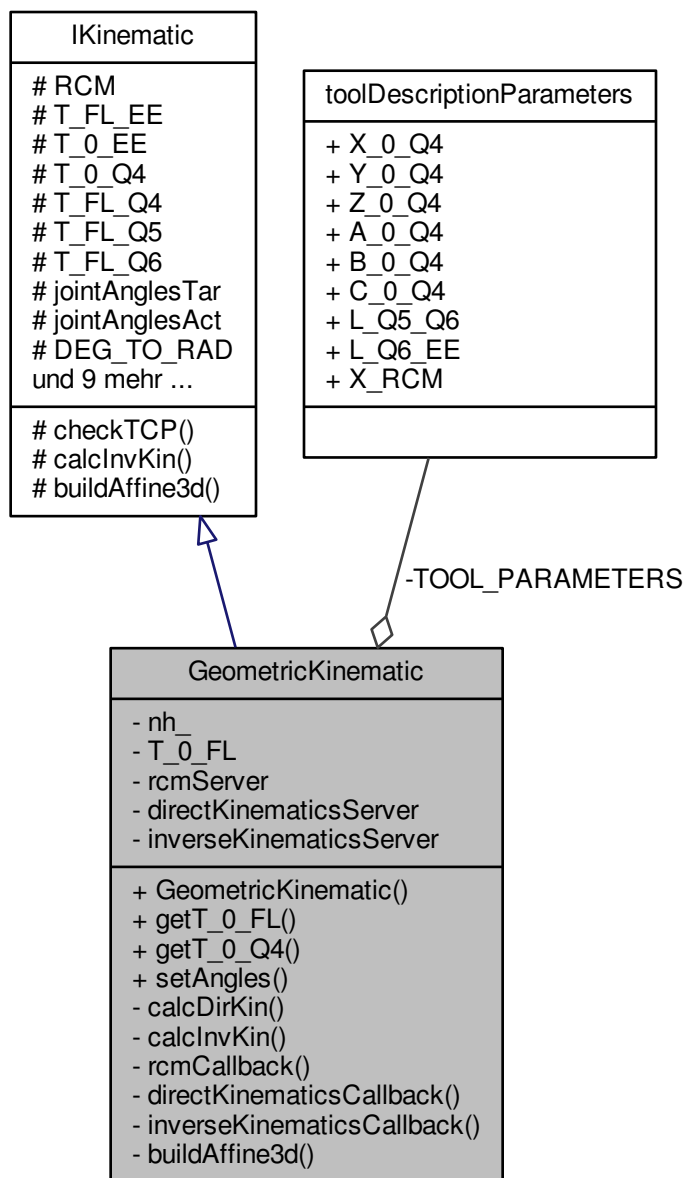 IKinematic
# RCM
# T_FL_EE
# T_0_EE
# T_0_Q4
# T_FL_Q4
# T_FL_Q5
# T_FL_Q6
# jointAnglesTar
# jointAnglesAct
# DEG_TO_RAD
und 9 mehr ...
# checkTCP()
# calcInvKin()
# buildAffine3d()
toolDescriptionParameters
+ X_0_Q4
+ Y_0_Q4
+ Z_0_Q4
+ A_0_Q4
+ B_0_Q4
+ C_0_Q4
+ L_Q5_Q6
+ L_Q6_EE
+ X_RCM
-TOOL_PARAMETERS
GeometricKinematic
- nh_
- T_0_FL
- rcmServer
- directKinematicsServer
- inverseKinematicsServer
+ GeometricKinematic()
+ getT_0_FL()
+ getT_0_Q4()
+ setAngles()
- calcDirKin()
- calcInvKin()
- rcmCallback()
- directKinematicsCallback()
- inverseKinematicsCallback()
- buildAffine3d()